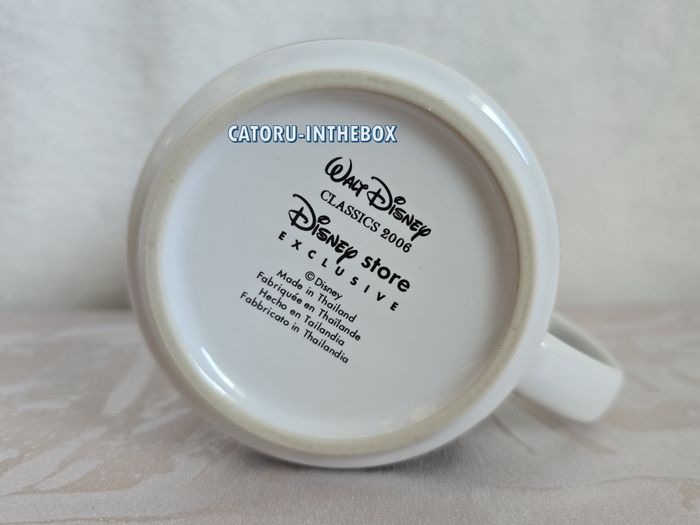 CATORU-INTHEBOX
WALT DISNEY
CLASSICS 2006
DISNEY store
EXCLUSIVE
©Disney
Made in Thailand
Fabriquée en Thaïlande
Hecho en Tailandia
Fabbricato in Thailandia